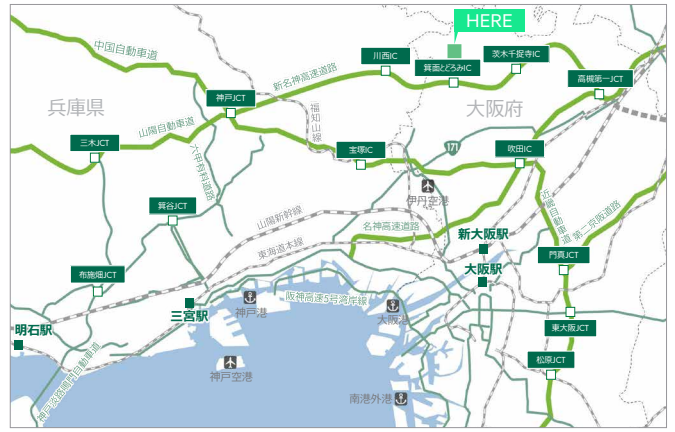 HERE
中国自動車道
川西IC
茨木千提寺IC
箕面とどろみIC
新名神高速道路
高槻第一JCT
神戸JCT
兵庫県
大阪府
福知山線
山陽自動車道
三木JCT
宝塚IC
171
吹田IC
六甲有料道路
伊丹空港
近畿自動車道
第二京阪道路
箕谷JCT
山陽新幹線
名神高速道路
新大阪駅
東海道本線
門真JCT
布施畑JCT
大阪駅
阪神高速5号湾岸線
三宮駅
神戸港
大阪港
東大阪JCT
明石駅
神戸淡路鳴門自動車道
神戸空港
松原JCT
南港外港